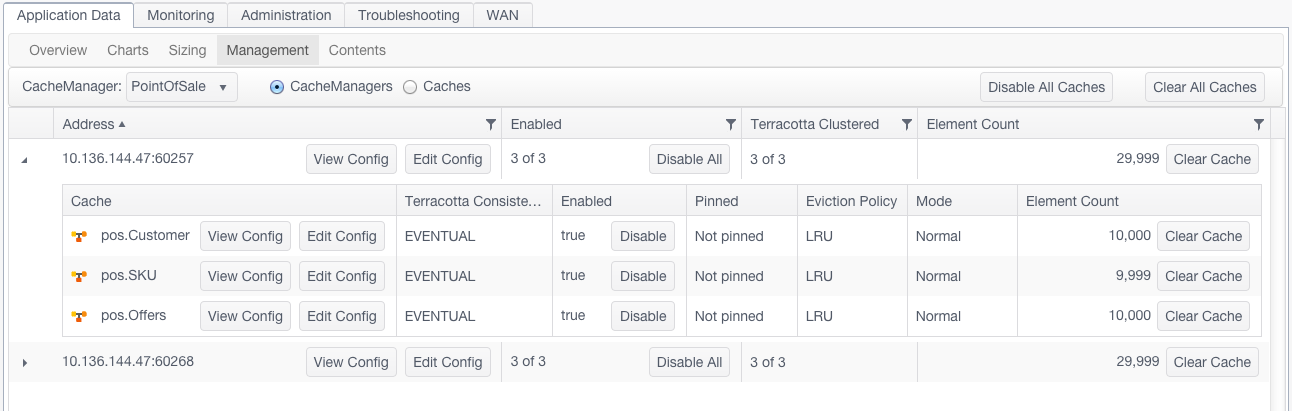 Application Data Monitoring Administration Troubleshooting WAN
Overview Charts Sizing Management Contents
CacheManager: PointOfSale CacheManagers Caches Disable All Caches Clear All Caches
Address Enabled Terracotta Clustered Element Count
10.136.144.47:60257 View Config Edit Config 3 of 3 Disable All 3 of 3 29,999 Clear Cache
Cache Terracotta Consiste... Enabled Pinned Eviction Policy Mode Element Count
pos.Customer View Config Edit Config EVENTUAL true Disable Not pinned LRU Normal 10,000 Clear Cache
pos.SKU View Config Edit Config EVENTUAL true Disable Not pinned LRU Normal 9,999 Clear Cache
pos.Offers View Config Edit Config EVENTUAL true Disable Not pinned LRU Normal 10,000 Clear Cache
10.136.144.47:60268 View Config Edit Config 3 of 3 Disable All 3 of 3 29,999 Clear Cache